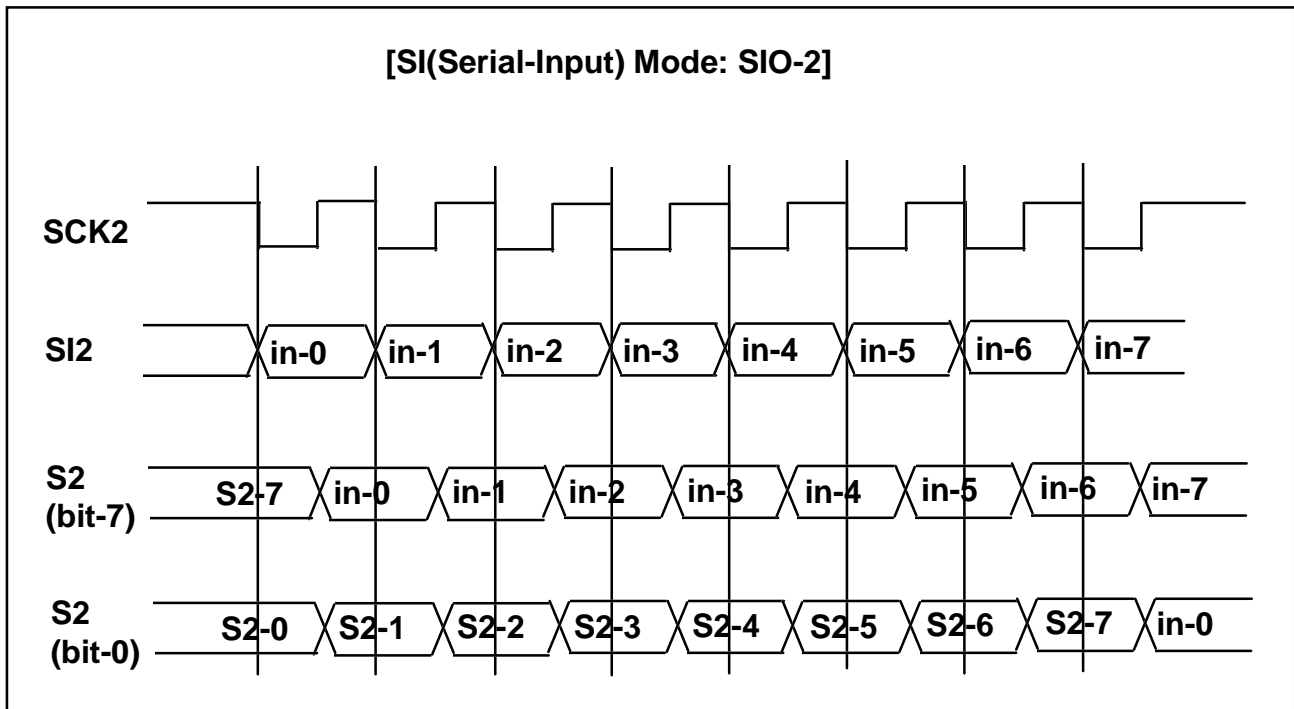 [SI(Serial-Input) Mode: SIO-2]
SCK2
SI2 in-0 in-1 in-2 in-3 in-4 in-5 in-6 in-7
S2 (bit-7) S2-7 in-0 in-1 in-2 in-3 in-4 in-5 in-6 in-7
S2 (bit-0) S2-0 S2-1 S2-2 S2-3 S2-4 S2-5 S2-6 S2-7 in-0